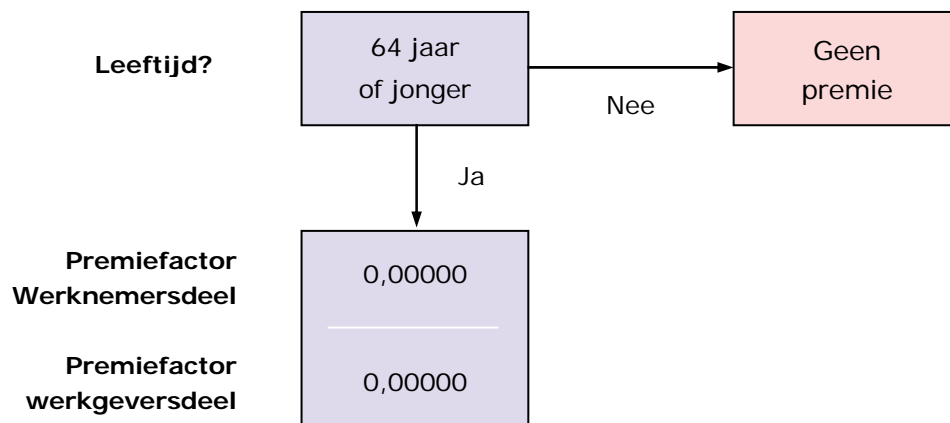 Leeftijd?
64 jaar
of jonger
Nee
Geen
premie
Ja
Premiefactor
Werknemersdeel
0,00000
Premiefactor
werkgeversdeel
0,00000